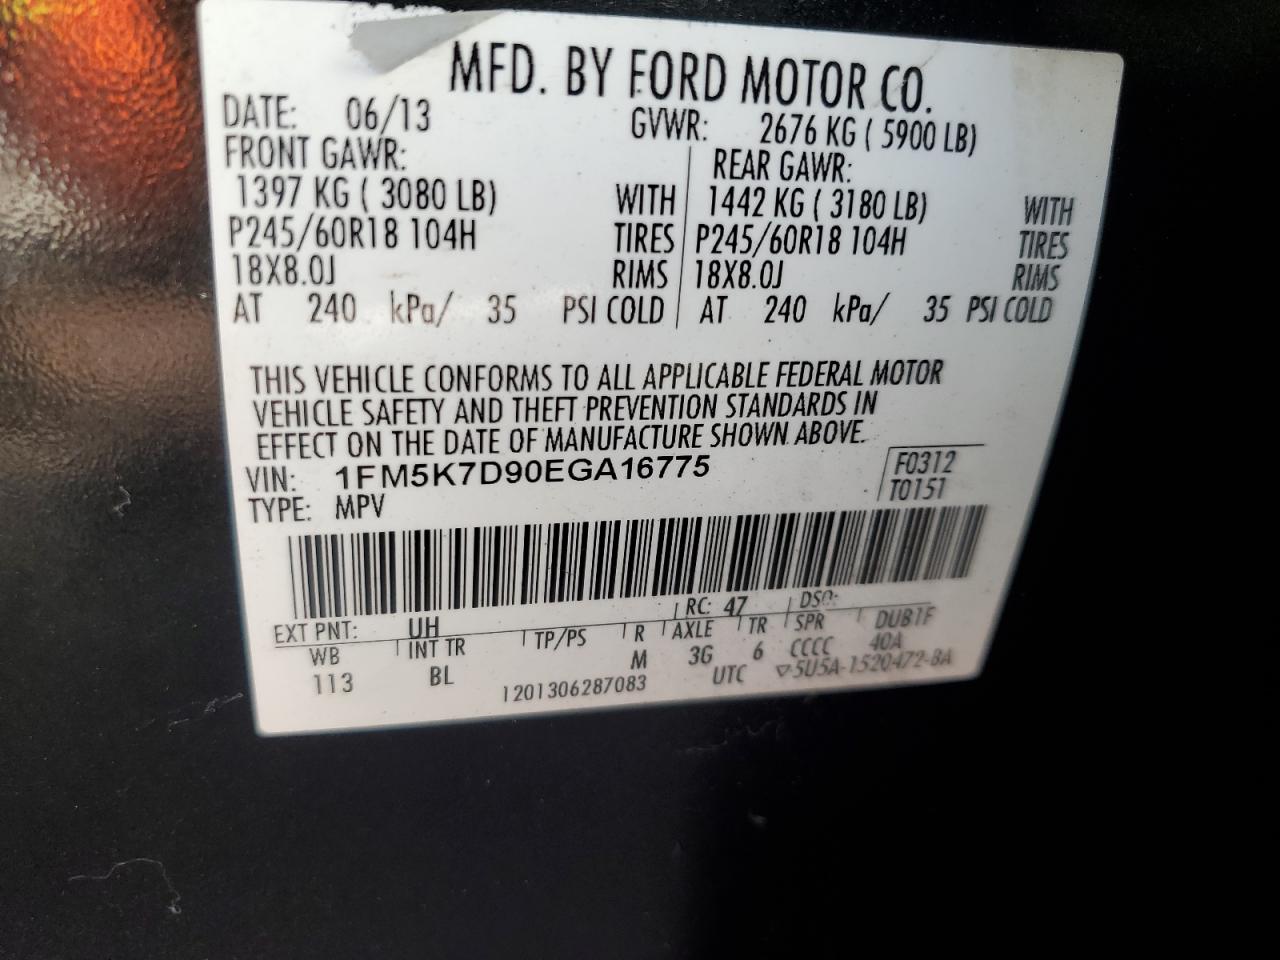 MFD. BY FORD MOTOR CO.
DATE: 06/13 GVWR: 2676 KG ( 5900 LB)
FRONT GAWR: REAR GAWR:
1397 KG ( 3080 LB) WITH 1442 KG ( 3180 LB) WITH
P245/60R18 104H TIRES P245/60R18 104H TIRES
18X8.0J RIMS 18X8.0J RIMS
AT 240 kPa/ 35 PSI COLD AT 240 kPa/ 35 PSI COLD
THIS VEHICLE CONFORMS TO ALL APPLICABLE FEDERAL MOTOR
VEHICLE SAFETY AND THEFT PREVENTION STANDARDS IN
EFFECT ON THE DATE OF MANUFACTURE SHOWN ABOVE.
VIN: 1FM5K7D90EGA16775 F0312
TYPE: MPV T0151
EXT PNT: UH RC: 47 DSO:
WB INT TR TP/PS R AXLE TR SPR DUB1F
113 BL M 3G 6 CCCC 40A
1201306287083 UTC ▽5U5A-1520472-BA